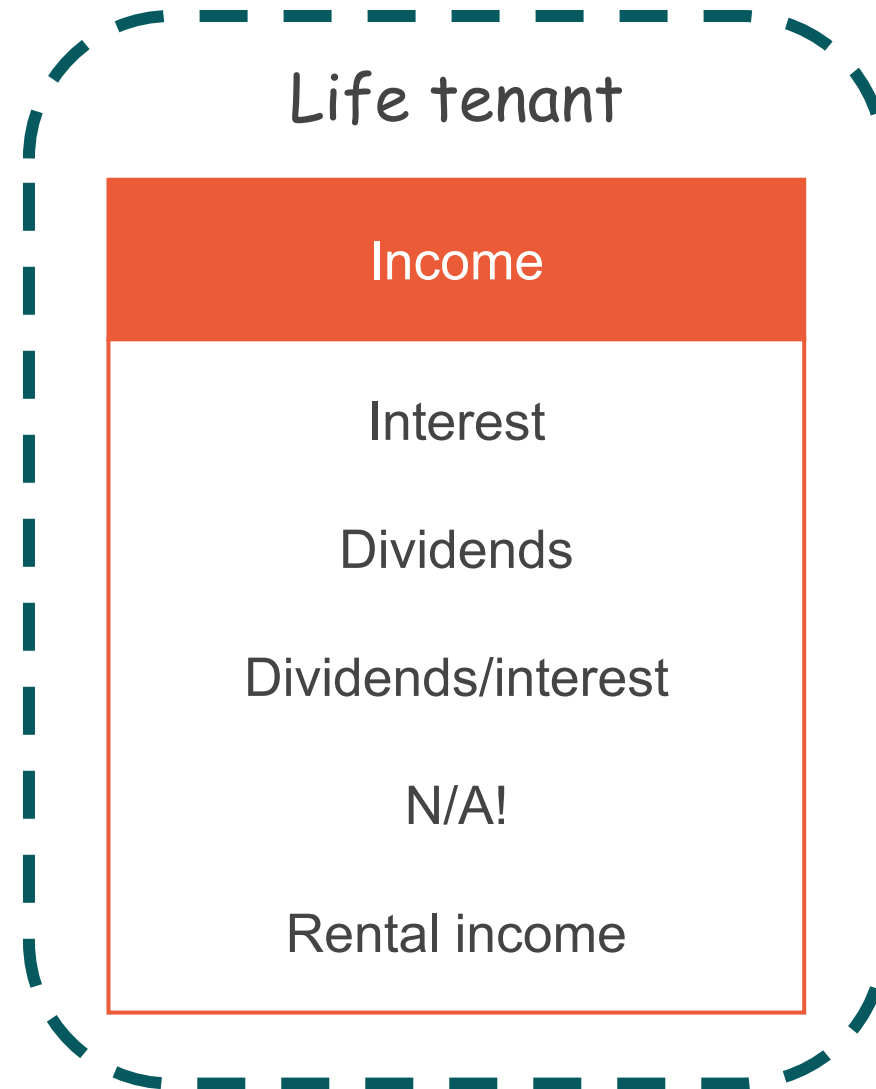 Life tenant
Income
Interest
Dividends
Dividends/interest
N/A!
Rental income